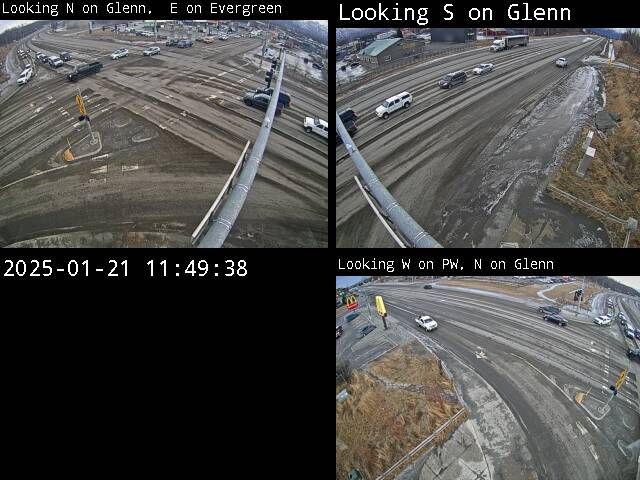 Looking N on Glenn,  E on Evergreen
Looking S on Glenn
2025-01-21 11:49:38
Looking W on PW, N on Glenn